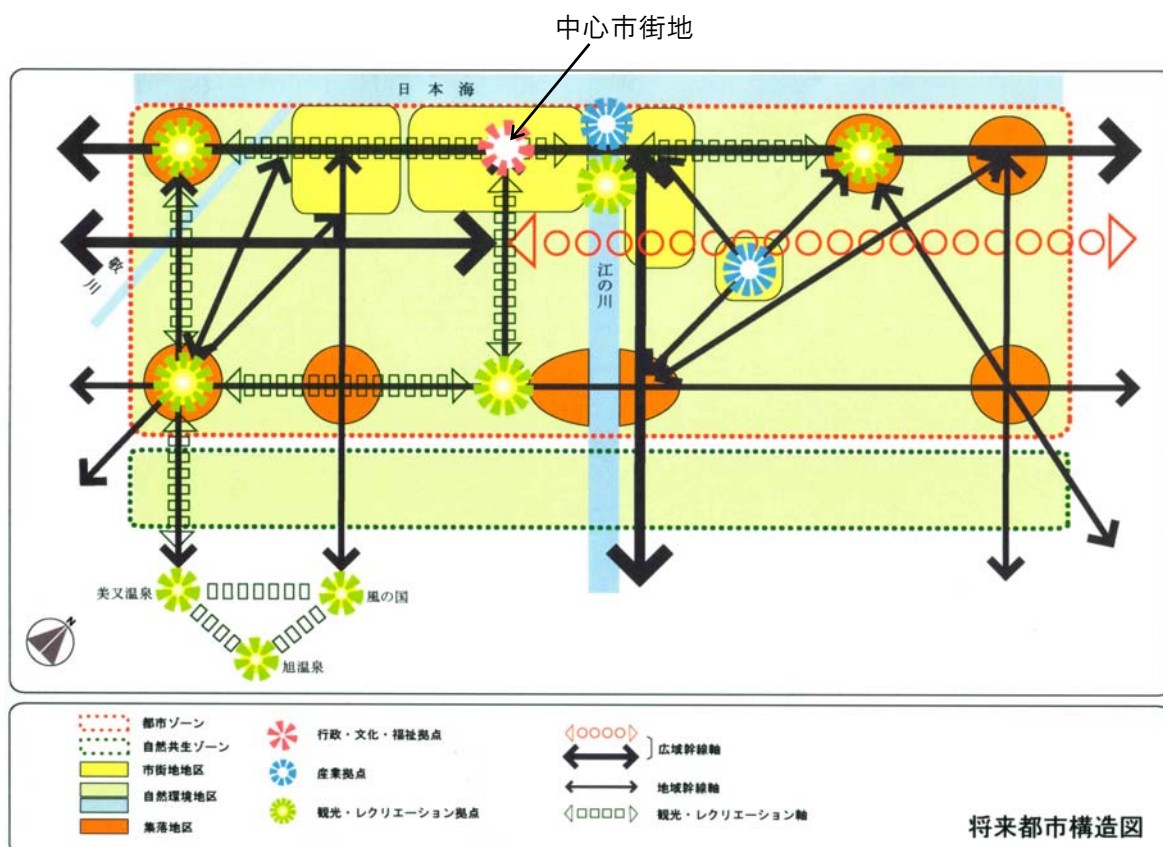 中心市街地
日本海
敬川
江の川
美又温泉
風の国
旭温泉
N
都市ゾーン
自然共生ゾーン
市街地地区
自然環境地区
集落地区
行政・文化・福祉拠点
産業拠点
観光・レクリエーション拠点
広域幹線軸
地域幹線軸
観光・レクリエーション軸
将来都市構造図